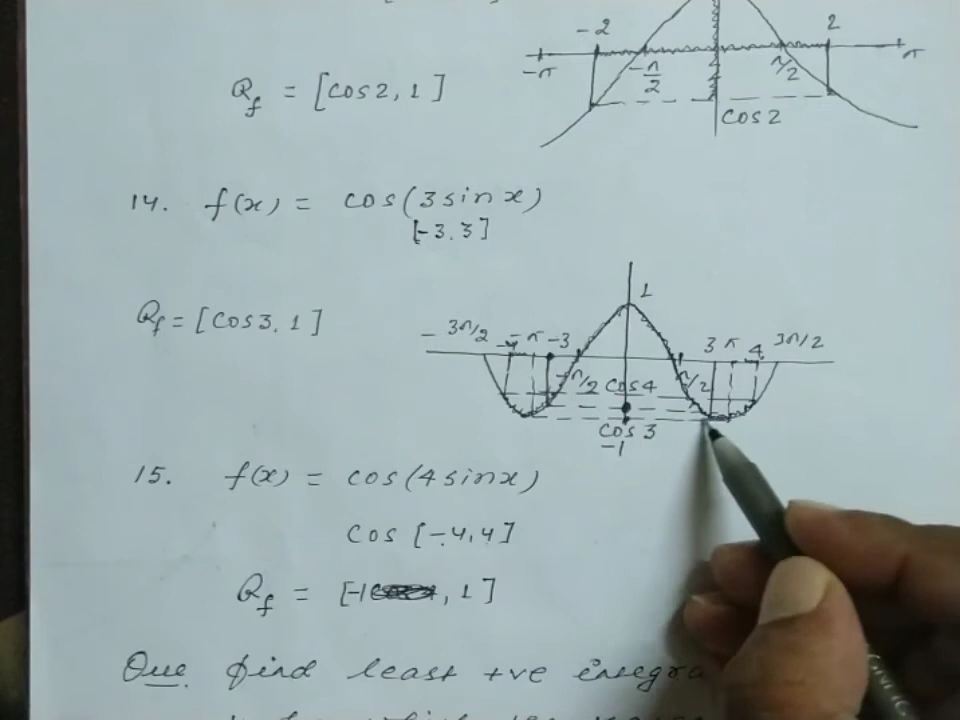 -2
2
-π
-π/2
π/2
π
R_f = [cos2, 1]
cos2
14. f(x) = cos(3sinx)
[-3.3]
1
R_f = [cos3, 1]
-3π/2 -4 -π -3
3 π 4 3π/2
-π/2 cos4 π/2
cos3
-1
15. f(x) = cos(4sinx)
cos [-4,4]
R_f = [-1 , 1]
Que find least +ve integra